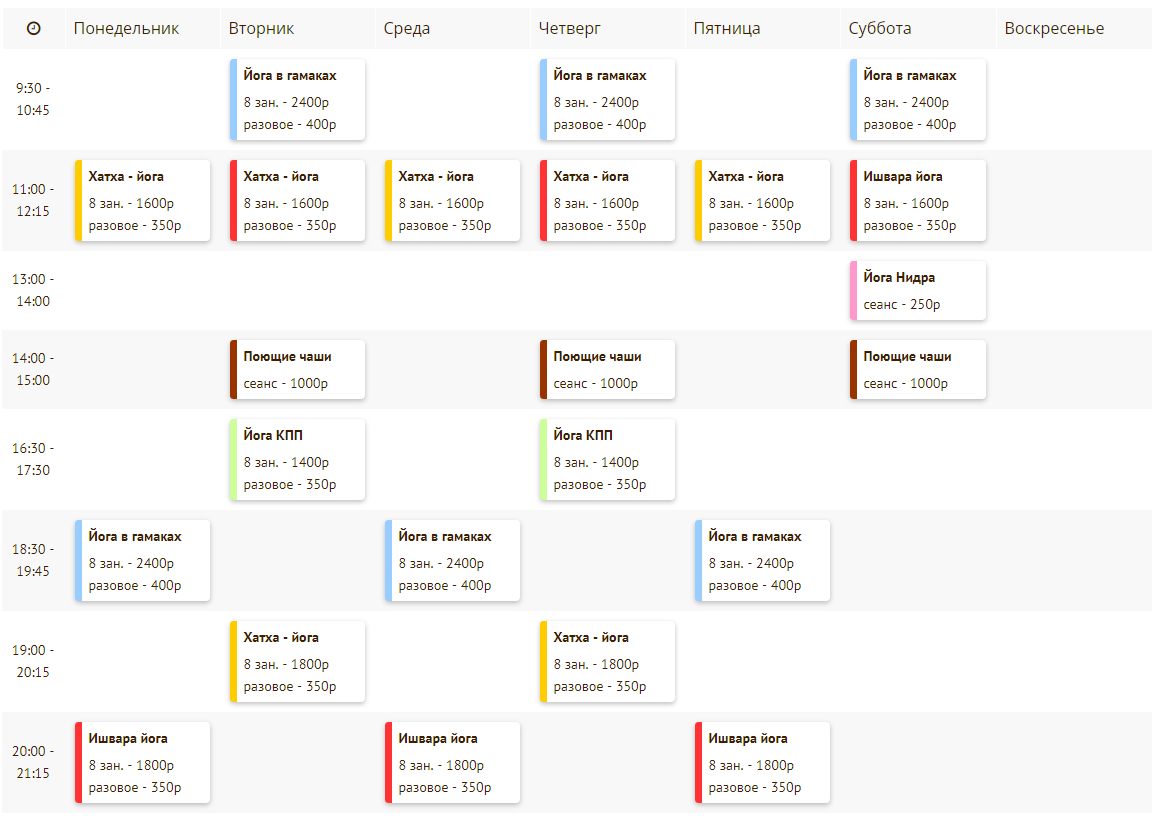 Понедельник
Вторник
Среда
Четверг
Пятница
Суббота
Воскресенье
9:30 -
10:45
Йога в гамаках
8 зан. - 2400р
разовое - 400р
Йога в гамаках
8 зан. - 2400р
разовое - 400р
Йога в гамаках
8 зан. - 2400р
разовое - 400р
11:00 -
12:15
Хатха - йога
8 зан. - 1600р
разовое - 350р
Хатха - йога
8 зан. - 1600р
разовое - 350р
Хатха - йога
8 зан. - 1600р
разовое - 350р
Хатха - йога
8 зан. - 1600р
разовое - 350р
Хатха - йога
8 зан. - 1600р
разовое - 350р
Ишвара йога
8 зан. - 1600р
разовое - 350р
13:00 -
14:00
Йога Нидра
сеанс - 250р
14:00 -
15:00
Поющие чаши
сеанс - 1000р
Поющие чаши
сеанс - 1000р
Поющие чаши
сеанс - 1000р
16:30 -
17:30
Йога КПП
8 зан. - 1400р
разовое - 350р
Йога КПП
8 зан. - 1400р
разовое - 350р
18:30 -
19:45
Йога в гамаках
8 зан. - 2400р
разовое - 400р
Йога в гамаках
8 зан. - 2400р
разовое - 400р
Йога в гамаках
8 зан. - 2400р
разовое - 400р
19:00 -
20:15
Хатха - йога
8 зан. - 1800р
разовое - 350р
Хатха - йога
8 зан. - 1800р
разовое - 350р
20:00 -
21:15
Ишвара йога
8 зан. - 1800р
разовое - 350р
Ишвара йога
8 зан. - 1800р
разовое - 350р
Ишвара йога
8 зан. - 1800р
разовое - 350р